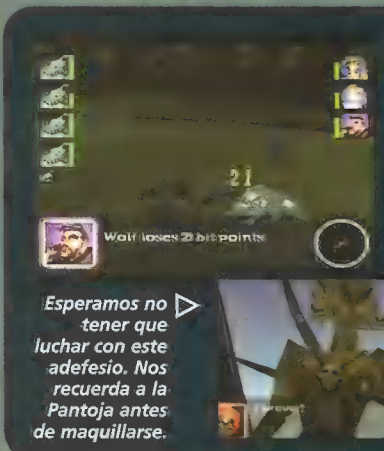 21
Wolf loses 21 hit points
Esperamos no
tener que
luchar con este
adefesio. Nos
recuerda a la
Pantoja antes
de maquillarse.